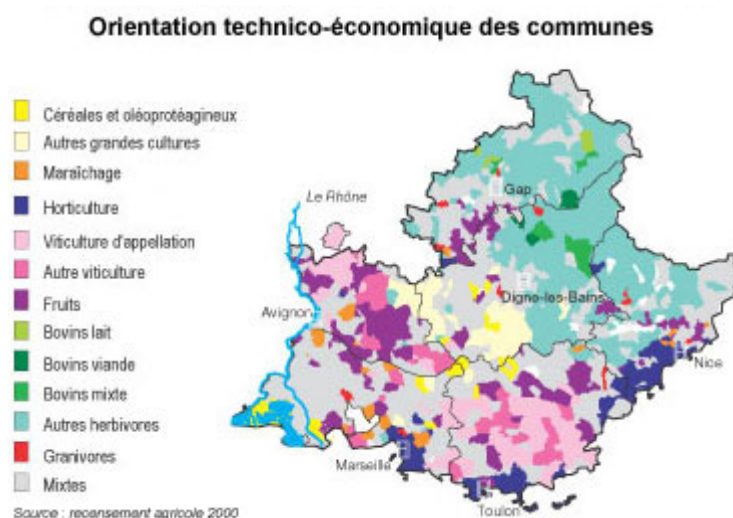 Orientation technico-économique des communes
Céréales et oléoprotéagineux
Autres grandes cultures
Maraîchage
Horticulture
Viticulture d'appellation
Autre viticulture
Fruits
Bovins lait
Bovins viande
Bovins mixte
Autres herbivores
Granivores
Mixtes
Source : recensement agricole 2000
Le Rhône
Gap
Avignon
Digne-les-Bains
Nice
Marseille
Toulon